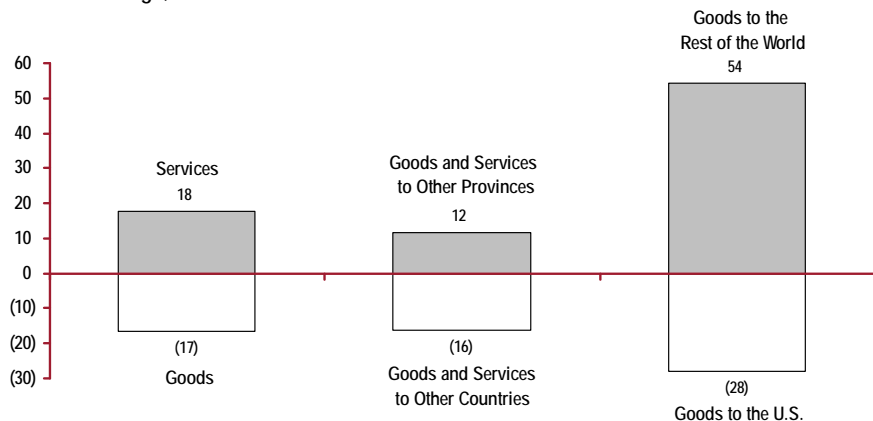 Goods to the
Rest of the World
54
60
50
40
30
20
10
0
(10)
(20)
(30)
Services
18
(17)
Goods
Goods and Services
to Other Provinces
12
(16)
Goods and Services
to Other Countries
(28)
Goods to the U.S.